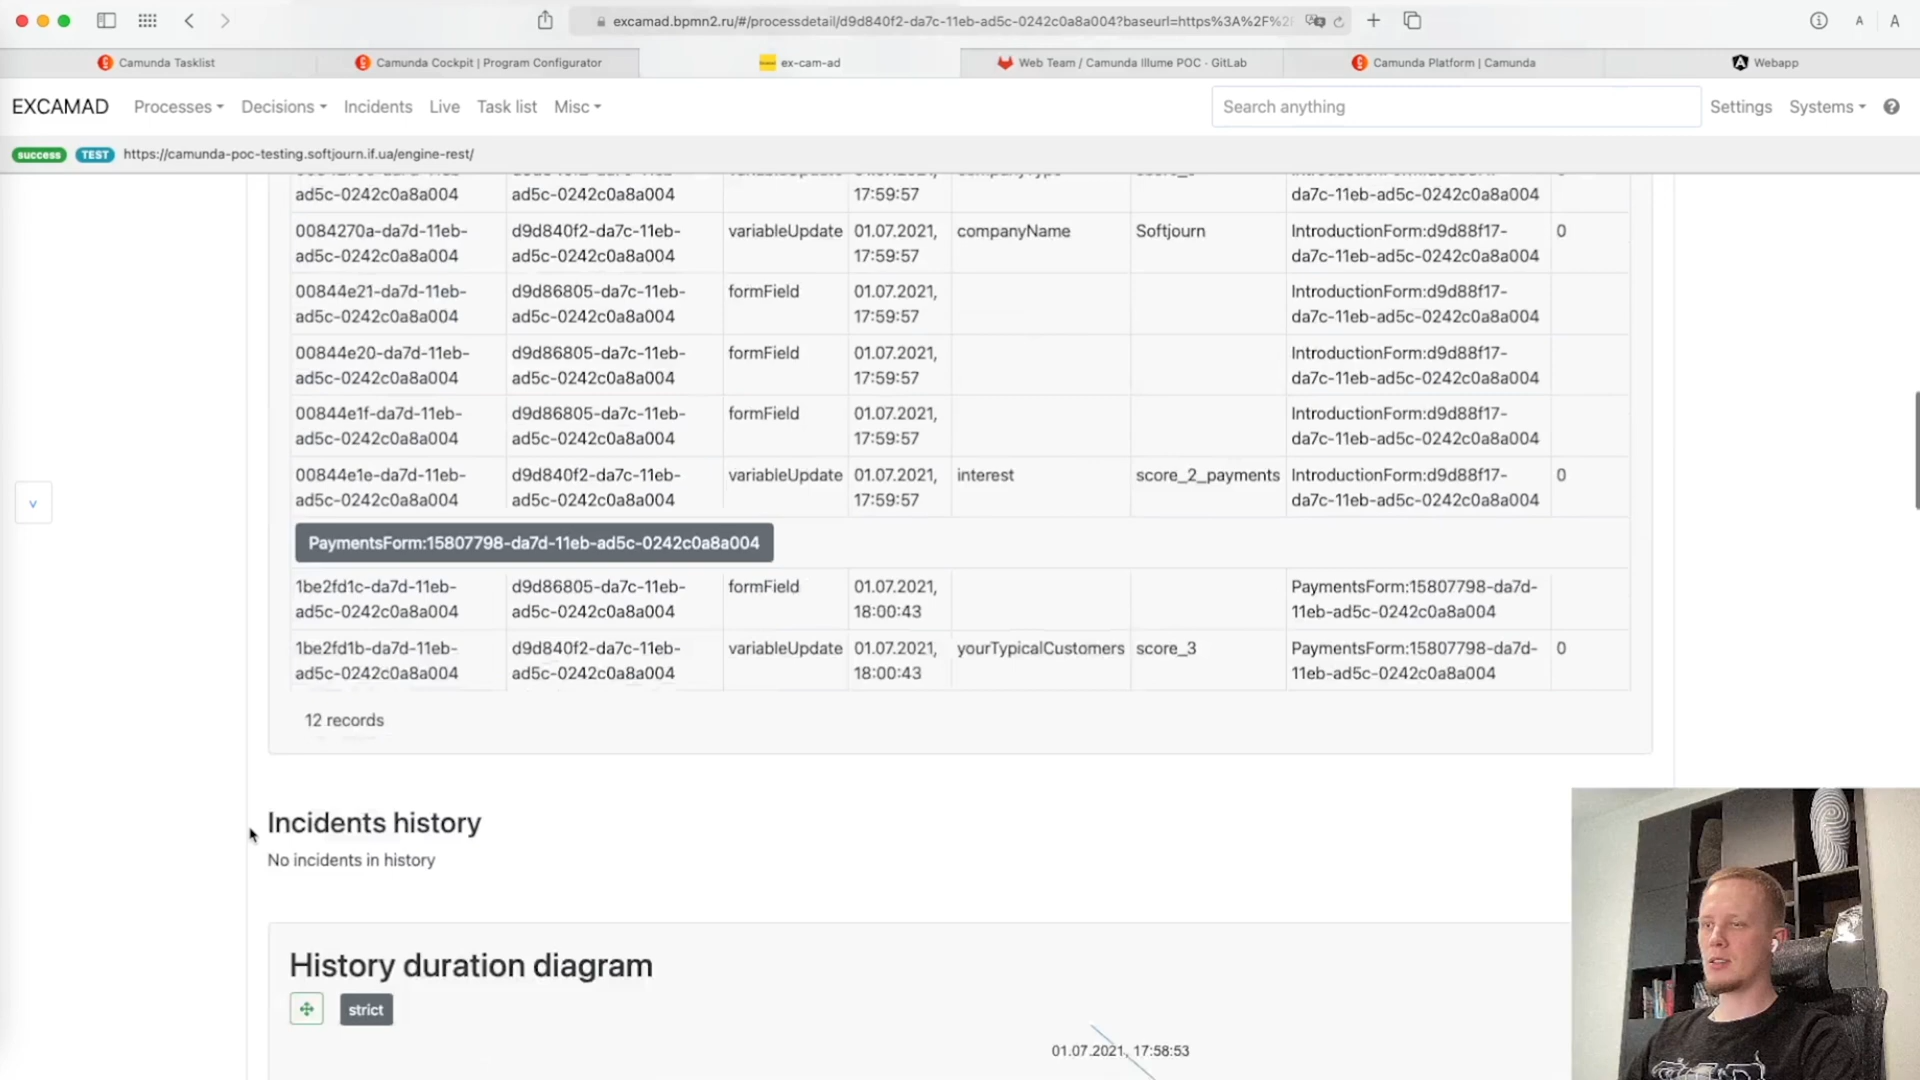 excamad.bpmn2.ru/#/processdetail/d9d840f2-da7c-11eb-ad5c-0242c0a8a004?baseurl=https%3A%2F%2F
A A
Camunda Tasklist
Camunda Cockpit | Program Configurator
ex-cam-ad
Web Team / Camunda Illume POC · GitLab
Camunda Platform | Camunda
Webapp
EXCAMAD Processes Decisions Incidents Live Task list Misc Search anything Settings Systems ?
success TEST https://camunda-poc-testing.softjourn.if.ua/engine-rest/
ad5c-0242c0a8a004 ad5c-0242c0a8a004 17:59:57 da7c-11eb-ad5c-0242c0a8a004
0084270a-da7d-11eb- d9d840f2-da7c-11eb- variableUpdate 01.07.2021, companyName Softjourn IntroductionForm:d9d88f17- 0
ad5c-0242c0a8a004 ad5c-0242c0a8a004 17:59:57 da7c-11eb-ad5c-0242c0a8a004
00844e21-da7d-11eb- d9d86805-da7c-11eb- formField 01.07.2021, IntroductionForm:d9d88f17-
ad5c-0242c0a8a004 ad5c-0242c0a8a004 17:59:57 da7c-11eb-ad5c-0242c0a8a004
00844e20-da7d-11eb- d9d86805-da7c-11eb- formField 01.07.2021, IntroductionForm:d9d88f17-
ad5c-0242c0a8a004 ad5c-0242c0a8a004 17:59:57 da7c-11eb-ad5c-0242c0a8a004
00844e1f-da7d-11eb- d9d86805-da7c-11eb- formField 01.07.2021, IntroductionForm:d9d88f17-
ad5c-0242c0a8a004 ad5c-0242c0a8a004 17:59:57 da7c-11eb-ad5c-0242c0a8a004
00844e1e-da7d-11eb- d9d840f2-da7c-11eb- variableUpdate 01.07.2021, interest score_2_payments IntroductionForm:d9d88f17- 0
ad5c-0242c0a8a004 ad5c-0242c0a8a004 17:59:57 da7c-11eb-ad5c-0242c0a8a004
PaymentsForm:15807798-da7d-11eb-ad5c-0242c0a8a004
1be2fd1c-da7d-11eb- d9d86805-da7c-11eb- formField 01.07.2021, PaymentsForm:15807798-da7d-
ad5c-0242c0a8a004 ad5c-0242c0a8a004 18:00:43 11eb-ad5c-0242c0a8a004
1be2fd1b-da7d-11eb- d9d840f2-da7c-11eb- variableUpdate 01.07.2021, yourTypicalCustomers score_3 PaymentsForm:15807798-da7d- 0
ad5c-0242c0a8a004 ad5c-0242c0a8a004 18:00:43 11eb-ad5c-0242c0a8a004
12 records
v
Incidents history
No incidents in history
History duration diagram
strict
01.07.2021, 17:58:53